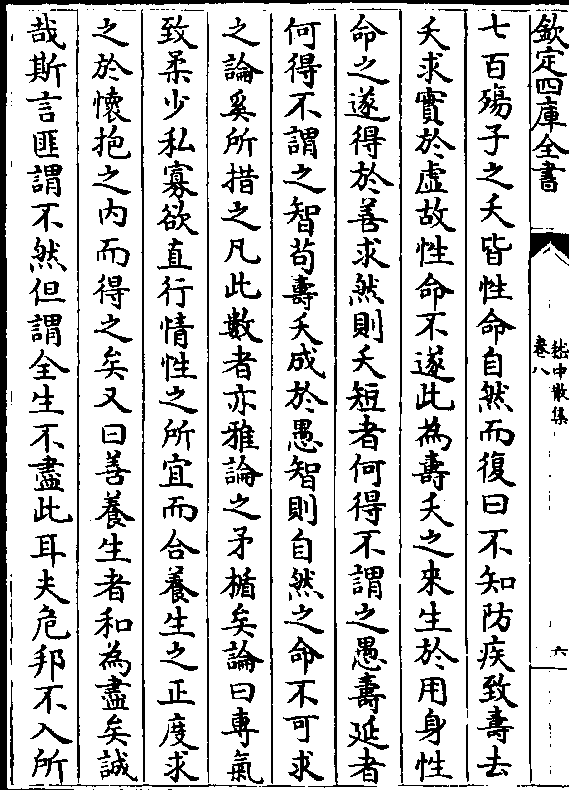 欽定四庫全書
嵇中散集
卷八
六
七百殤子之夭皆性命自然而復曰不知防疾致壽去
夭求實於虛故性命不遂此為壽夭之來生於用身性
命之遂得於善求然則夭短者何得不謂之愚壽延者
何得不謂之智茍壽夭成於愚智則自然之命不可求
之論奚所措之凡此數者亦雅論之矛楯矣論曰專氣
致柔少私寡欲直行情性之所宜而合養生之正度求
之於懷抱之内而得之矣又曰善養生者和為盡矣誠
哉斯言匪謂不然但謂全生不盡此耳夫危邦不入所